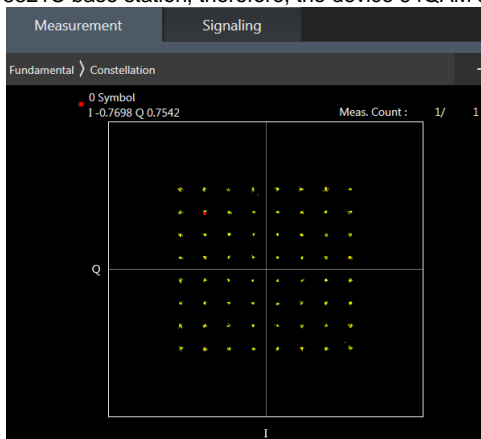 Measurement Signaling
Fundamental 〉 Constellation
0 Symbol
I -0.7698 Q 0.7542 Meas. Count : 1/ 1
Q
I